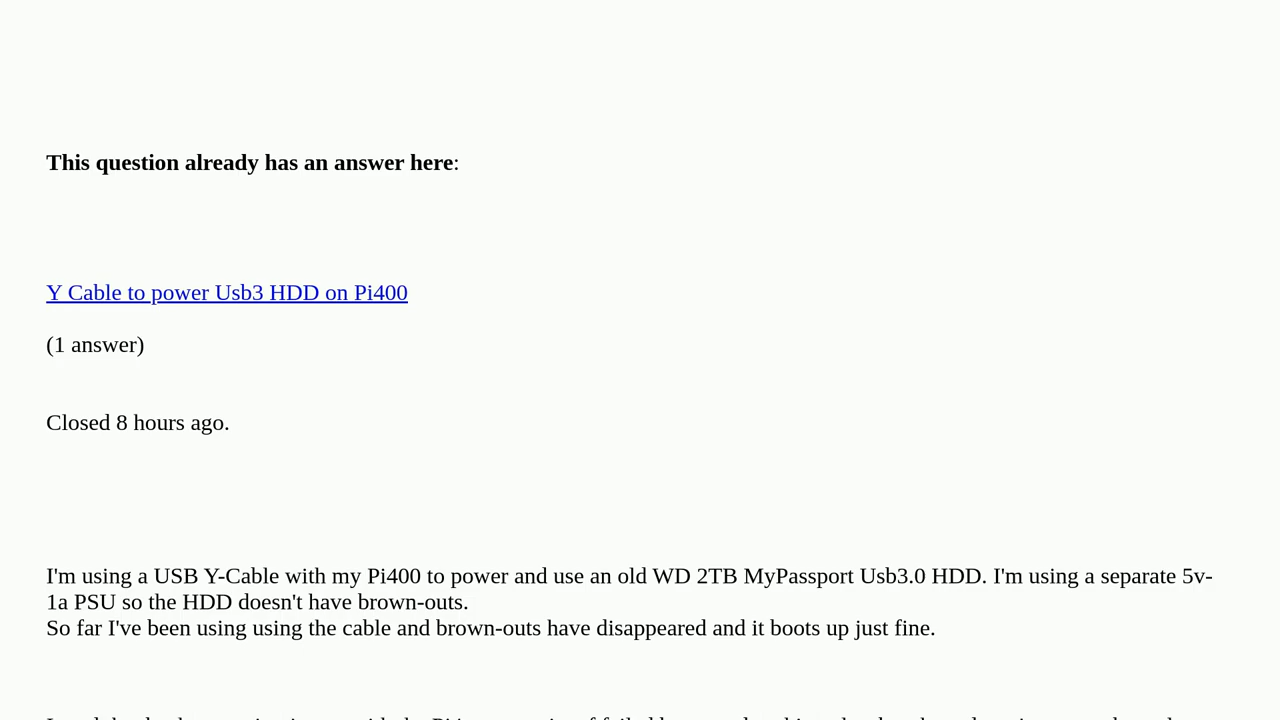 This question already has an answer here:
Y Cable to power Usb3 HDD on Pi400
(1 answer)
Closed 8 hours ago.
I'm using a USB Y-Cable with my Pi400 to power and use an old WD 2TB MyPassport Usb3.0 HDD. I'm using a separate 5v-
1a PSU so the HDD doesn't have brown-outs.
So far I've been using using the cable and brown-outs have disappeared and it boots up just fine.